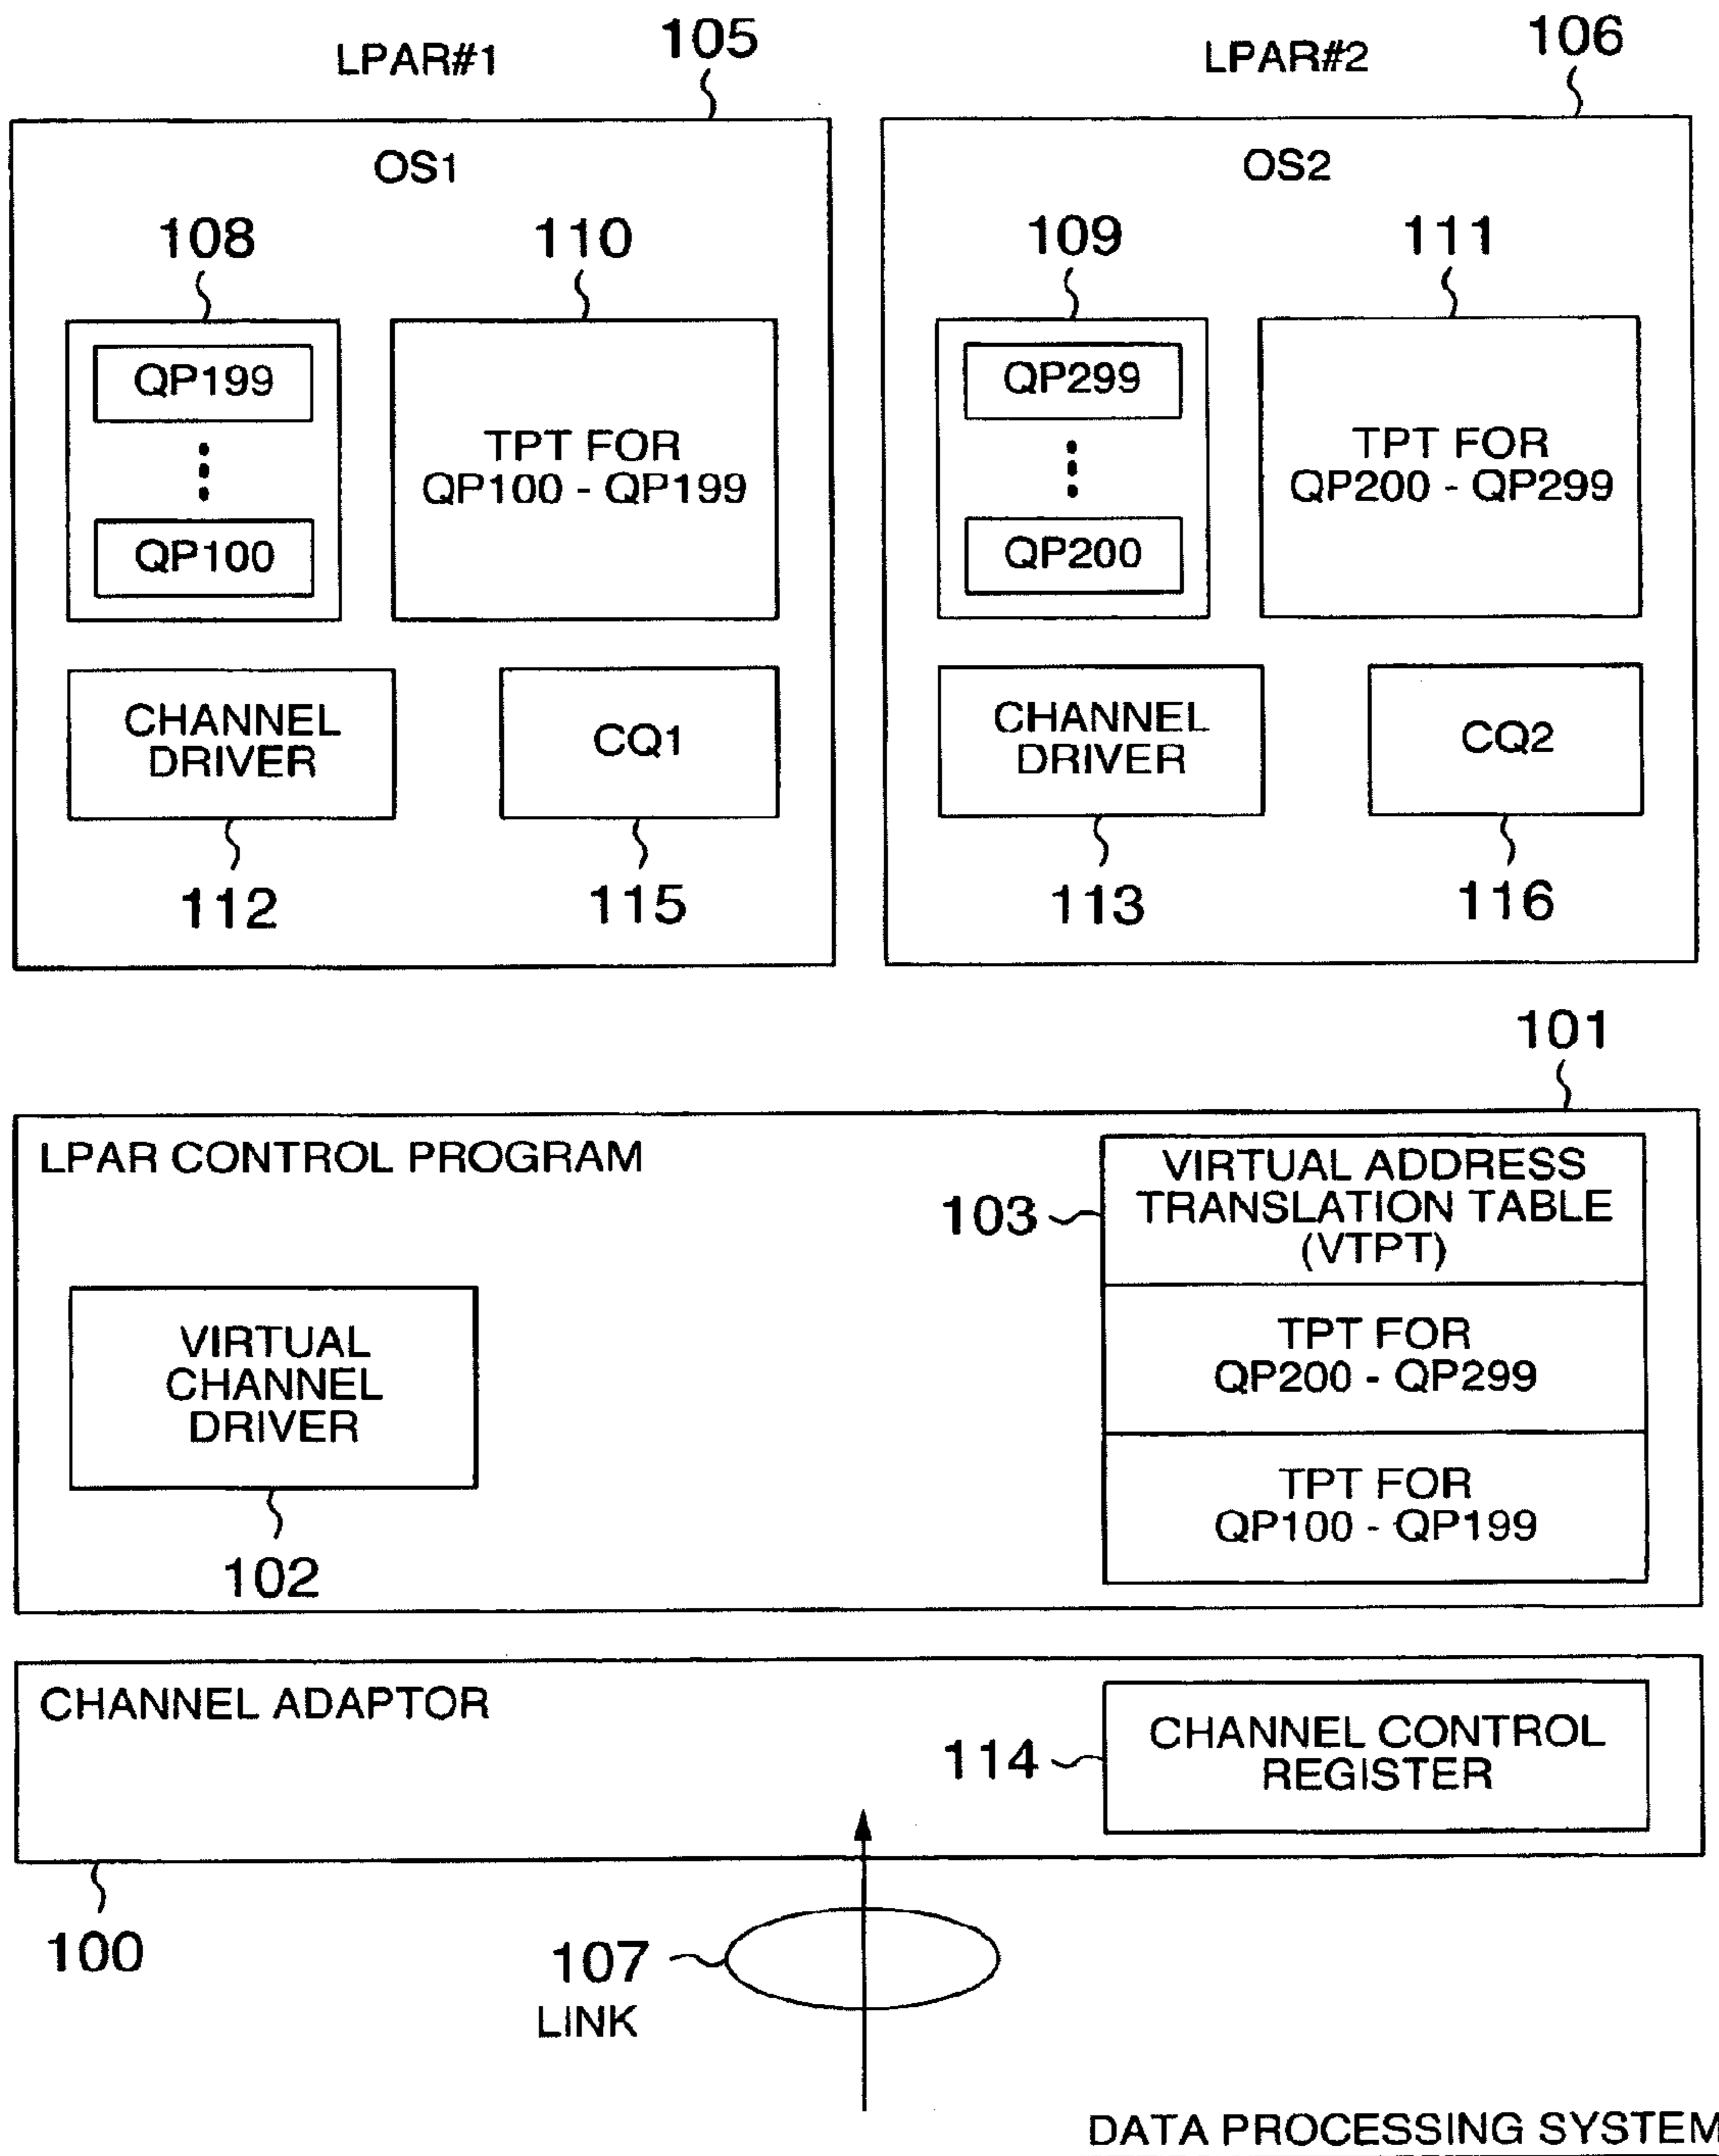 LPAR#1
105
LPAR#2
106
OS1
OS2
108
110
109
111
QP199
QP100
TPT FOR
QP100 - QP199
QP299
QP200
TPT FOR
QP200 - QP299
CHANNEL
DRIVER
CQ1
CHANNEL
DRIVER
CQ2
112
115
113
116
101
LPAR CONTROL PROGRAM
103
VIRTUAL ADDRESS
TRANSLATION TABLE
(VTPT)
VIRTUAL
CHANNEL
DRIVER
TPT FOR
QP200 - QP299
TPT FOR
QP100 - QP199
102
CHANNEL ADAPTOR
114
CHANNEL CONTROL
REGISTER
100
107
LINK
DATA PROCESSING SYSTEM